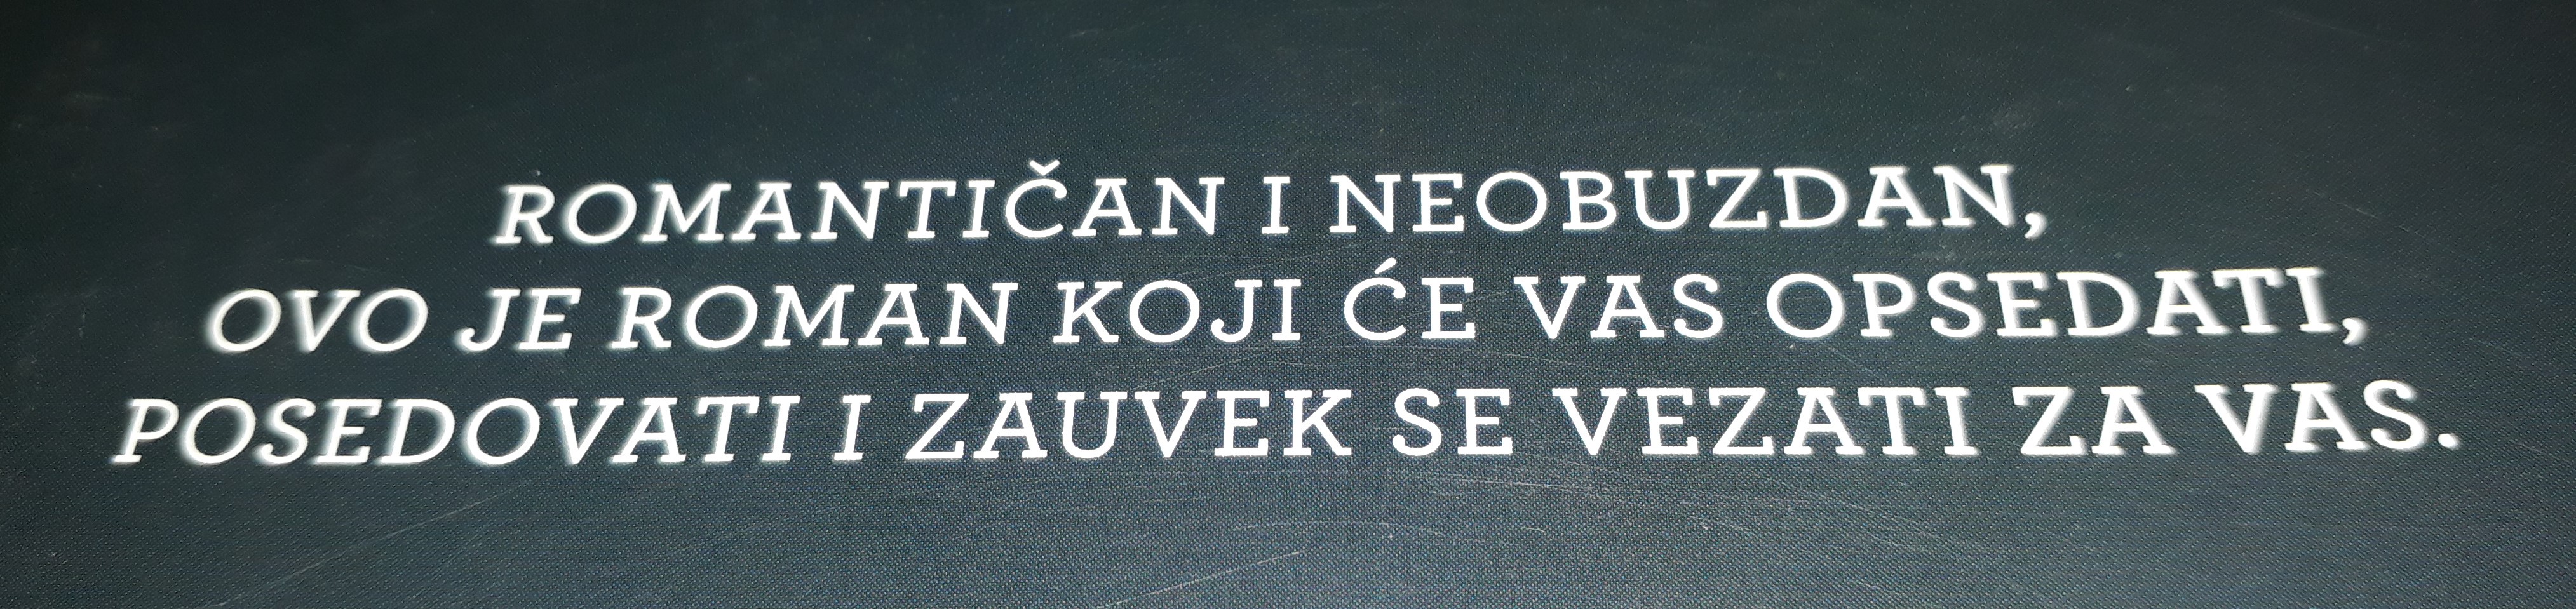 ROMANTIČAN I NEOBUZDAN,
OVO JE ROMAN KOJI ĆE VAS OPSEDATI,
POSEDOVATI I ZAUVEK SE VEZATI ZA VAS.